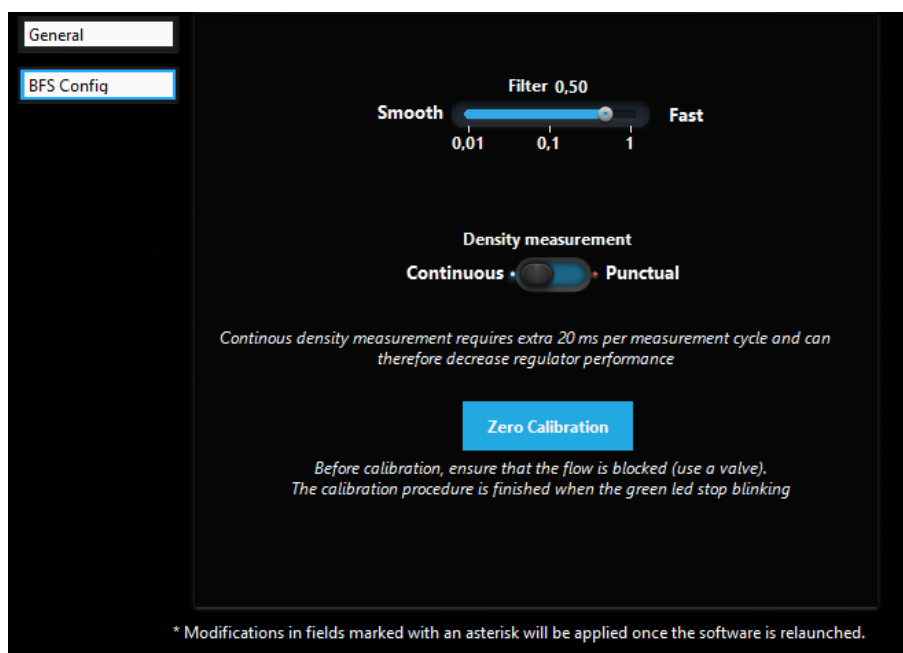 General
BFS Config
Filter 0,50
Smooth
Fast
0,01 0,1 1
Density measurement
Continuous
Punctual
Continous density measurement requires extra 20 ms per measurement cycle and can
therefore decrease regulator performance
Zero Calibration
Before calibration, ensure that the flow is blocked (use a valve).
The calibration procedure is finished when the green led stop blinking
* Modifications in fields marked with an asterisk will be applied once the software is relaunched.